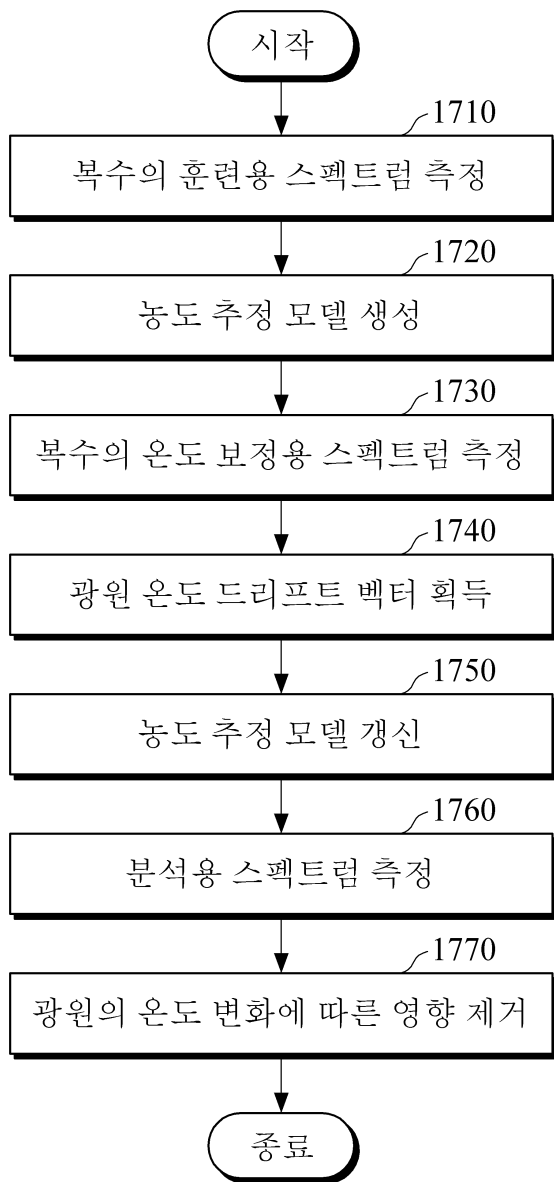 시작
1710
복수의 훈련용 스펙트럼 측정
1720
농도 추정 모델 생성
1730
복수의 온도 보정용 스펙트럼 측정
1740
광원 온도 드리프트 벡터 획득
1750
농도 추정 모델 갱신
1760
분석용 스펙트럼 측정
1770
광원의 온도 변화에 따른 영향 제거
종료